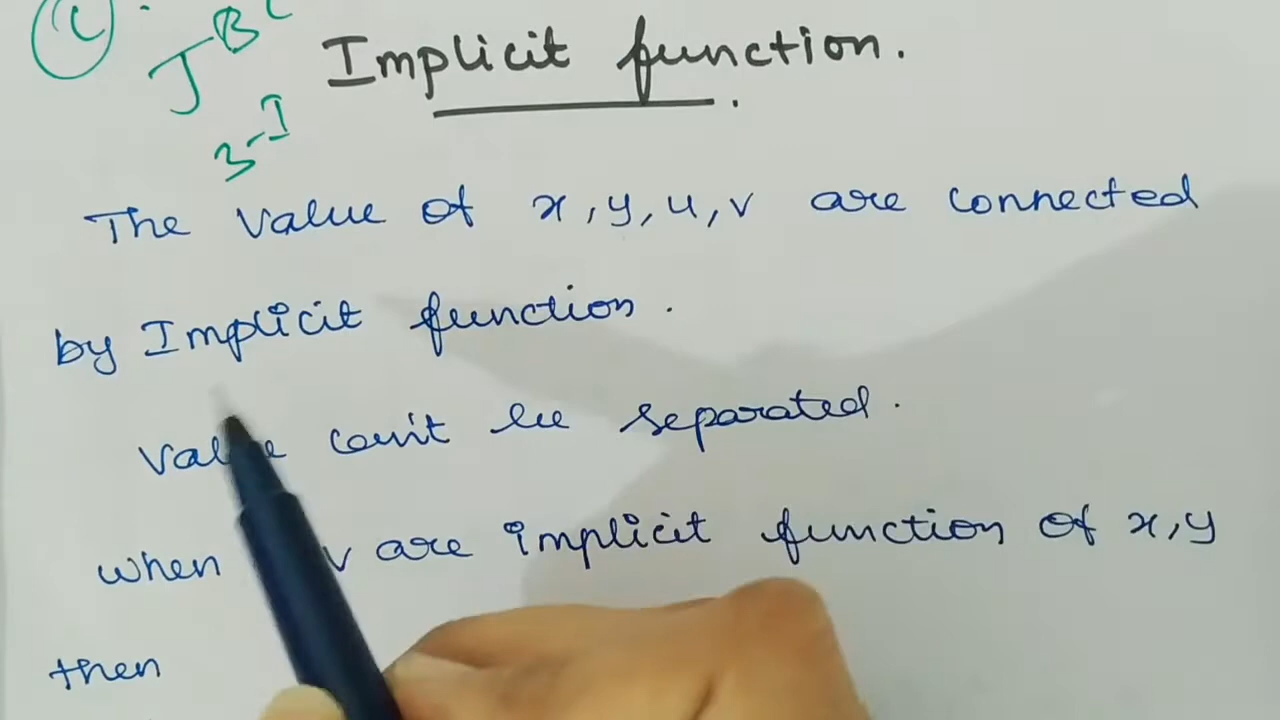 Implicit function.
The value of x, y, u, v are connected
by Implicit function.
Value can't be separated.
when v are implicit function of x, y
then